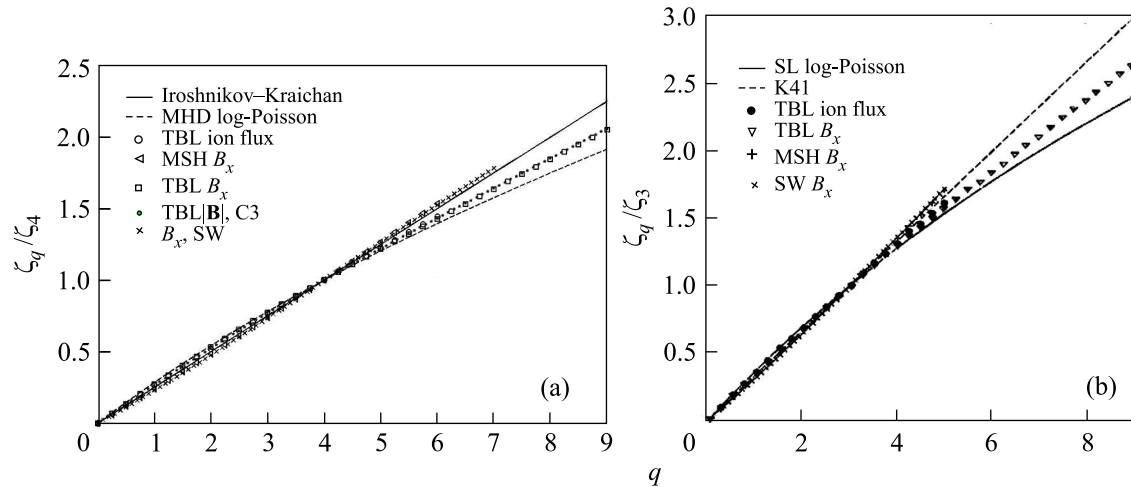 ζq/ζ4
2.5
2.0
1.5
1.0
0.5
0
Iroshnikov–Kraichan
MHD log-Poisson
TBL ion flux
MSH Bx
TBL Bx
TBL|B|, C3
Bx, SW
(a)
1 2 3 4 5 6 7 8 9
ζq/ζ3
3.0
2.5
2.0
1.5
1.0
0.5
0
SL log-Poisson
K41
TBL ion flux
TBL Bx
MSH Bx
SW Bx
(b)
2 4 6 8
q